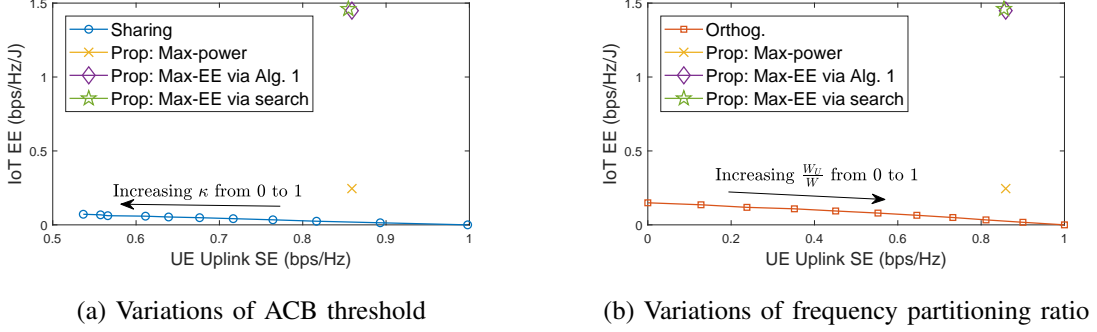 IoT EE (bps/Hz/J)
1.5
1
0.5
0
Sharing
Prop: Max-power
Prop: Max-EE via Alg. 1
Prop: Max-EE via search
Increasing κ from 0 to 1
0.5 0.6 0.7 0.8 0.9 1
UE Uplink SE (bps/Hz)
(a) Variations of ACB threshold
IoT EE (bps/Hz/J)
1.5
1
0.5
0
Orthog.
Prop: Max-power
Prop: Max-EE via Alg. 1
Prop: Max-EE via search
Increasing W_U/W from 0 to 1
0 0.2 0.4 0.6 0.8 1
UE Uplink SE (bps/Hz)
(b) Variations of frequency partitioning ratio